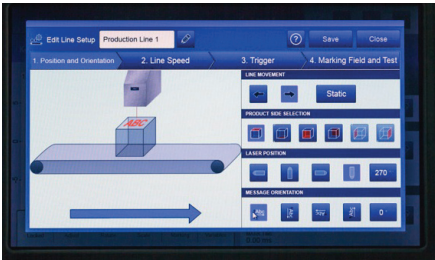 Edit Line Setup Production Line 1 ? Save Close
1. Position and Orientation 2. Line Speed 3. Trigger 4. Marking Field and Test
LINE MOVEMENT
Static
PRODUCT SIDE SELECTION
ABC
LASER POSITION
270
MESSAGE ORIENTATION
0